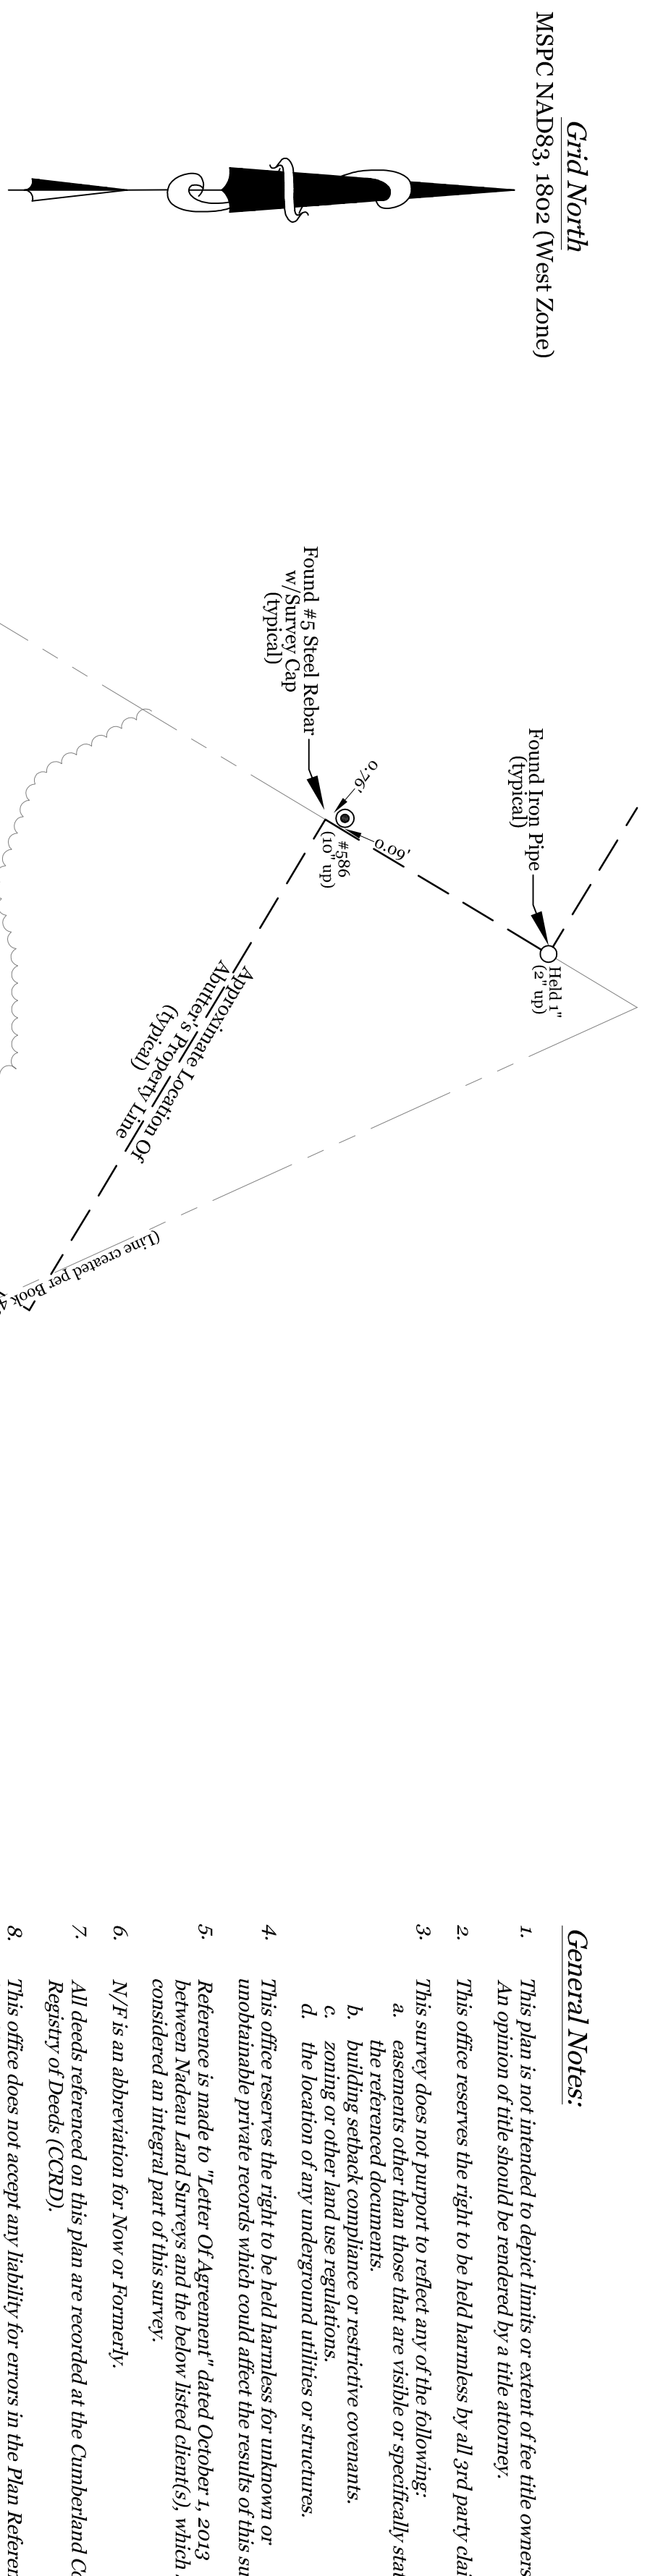 Grid North
MSPC NAD83, 1802 (West Zone)
Found Iron Pipe
(typical)
Held 1"
(2" up)
Found #5 Steel Rebar
w/Survey Cap
(typical)
0.76'
0.09'
#586
(10" up)
Approximate Location Of
Abutter's Property Line
(typical)
(Line created per Book
General Notes:
1. This plan is not intended to depict limits or extent of fee title owners
An opinion of title should be rendered by a title attorney.
2. This office reserves the right to be held harmless by all 3rd party clai
3. This survey does not purport to reflect any of the following:
a. easements other than those that are visible or specifically stat
the referenced documents.
b. building setback compliance or restrictive covenants.
c. zoning or other land use regulations.
d. the location of any underground utilities or structures.
4. This office reserves the right to be held harmless for unknown or
unobtainable private records which could affect the results of this su
5. Reference is made to "Letter Of Agreement" dated October 1, 2013
between Nadeau Land Surveys and the below listed client(s), which
considered an integral part of this survey.
6. N/F is an abbreviation for Now or Formerly.
7. All deeds referenced on this plan are recorded at the Cumberland Co
Registry of Deeds (CCRD).
8. This office does not accept any liability for errors in the Plan Referen